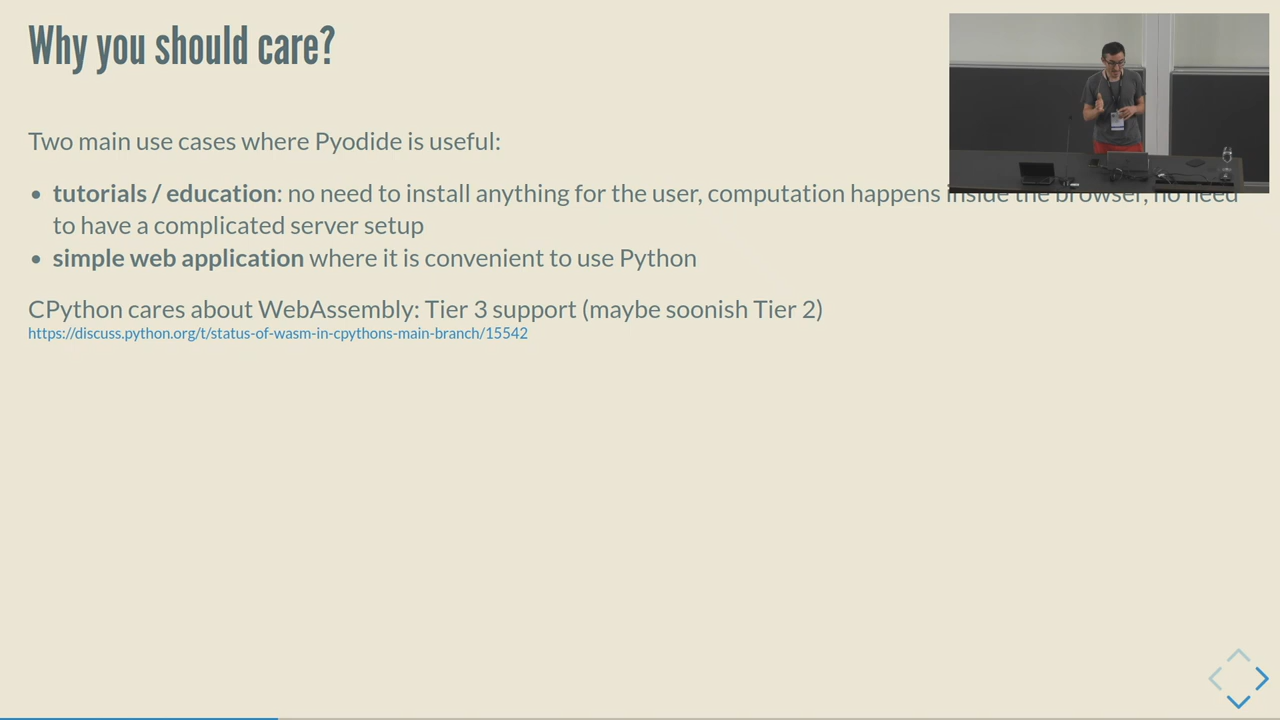 Why you should care?
Two main use cases where Pyodide is useful:
• tutorials / education: no need to install anything for the user, computation happens inside the browser, no need
to have a complicated server setup
• simple web application where it is convenient to use Python
CPython cares about WebAssembly: Tier 3 support (maybe soonish Tier 2)
https://discuss.python.org/t/status-of-wasm-in-cpythons-main-branch/15542